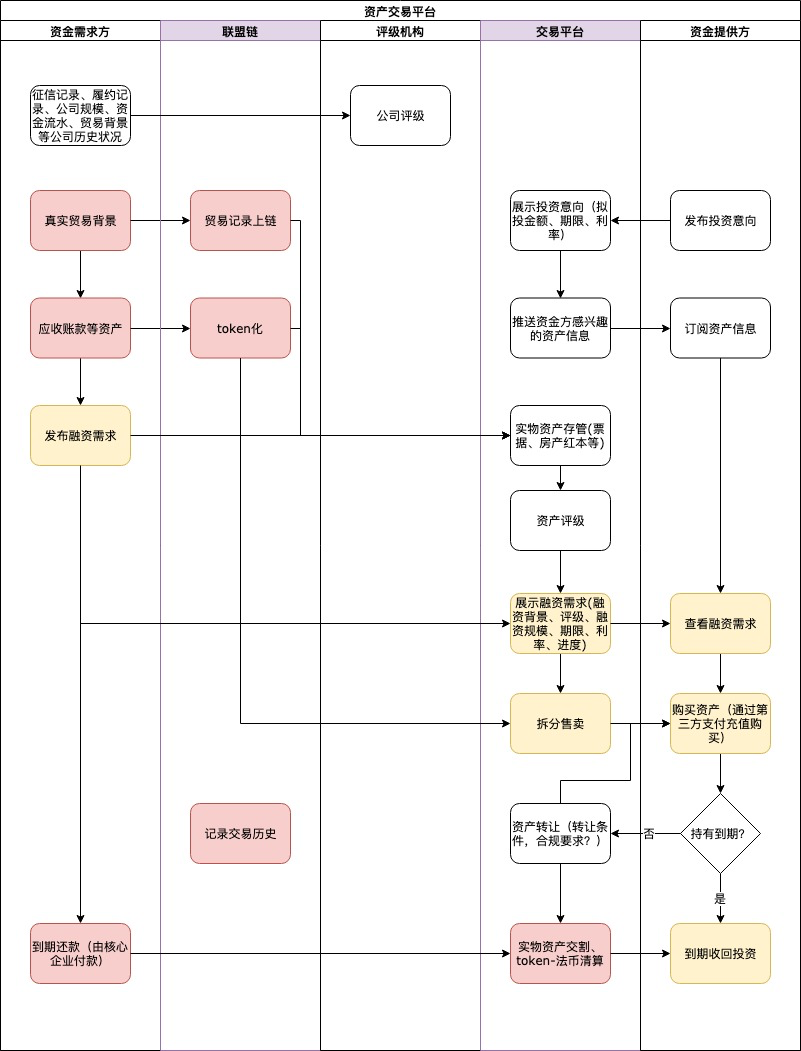 资产交易平台
资金需求方
联盟链
评级机构
交易平台
资金提供方
征信记录、履约记
录、公司规模、资
金流水、贸易背景
等公司历史状况
公司评级
真实贸易背景
贸易记录上链
展示投资意向（拟
投金额、期限、利
率）
发布投资意向
应收账款等资产
token化
推送资金方感兴趣
的资产信息
订阅资产信息
发布融资需求
实物资产存管(票
据、房产红本等)
资产评级
展示融资需求(融
资背景、评级、融
资规模、期限、利
率、进度)
查看融资需求
拆分售卖
购买资产（通过第
三方支付充值购
买）
记录交易历史
资产转让（转让条
件，合规要求？）
否
持有到期?
是
到期还款（由核心
企业付款)
实物资产交割、
token-法币清算
到期收回投资